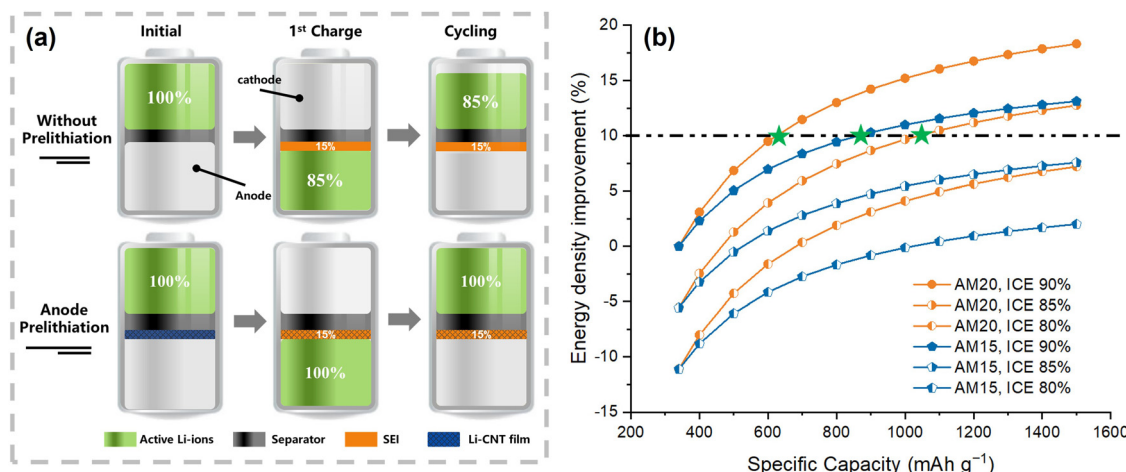 (a)
Initial
1st Charge
Cycling
Without
Prelithiation
100%
cathode
Anode
15%
85%
85%
15%
Anode
Prelithiation
100%
15%
100%
100%
15%
Active Li-ions
Separator
SEI
Li-CNT film
(b)
Energy density improvement (%)
20
15
10
5
0
-5
-10
-15
AM20, ICE 90%
AM20, ICE 85%
AM20, ICE 80%
AM15, ICE 90%
AM15, ICE 85%
AM15, ICE 80%
200 400 600 800 1000 1200 1400 1600
Specific Capacity (mAh g⁻¹)